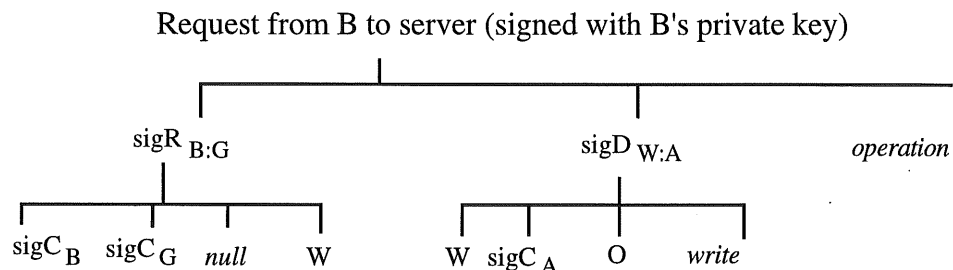 Request from B to server (signed with B's private key)
sigR B:G sigD W:A operation
sigC B sigC G null W W sigC A O write